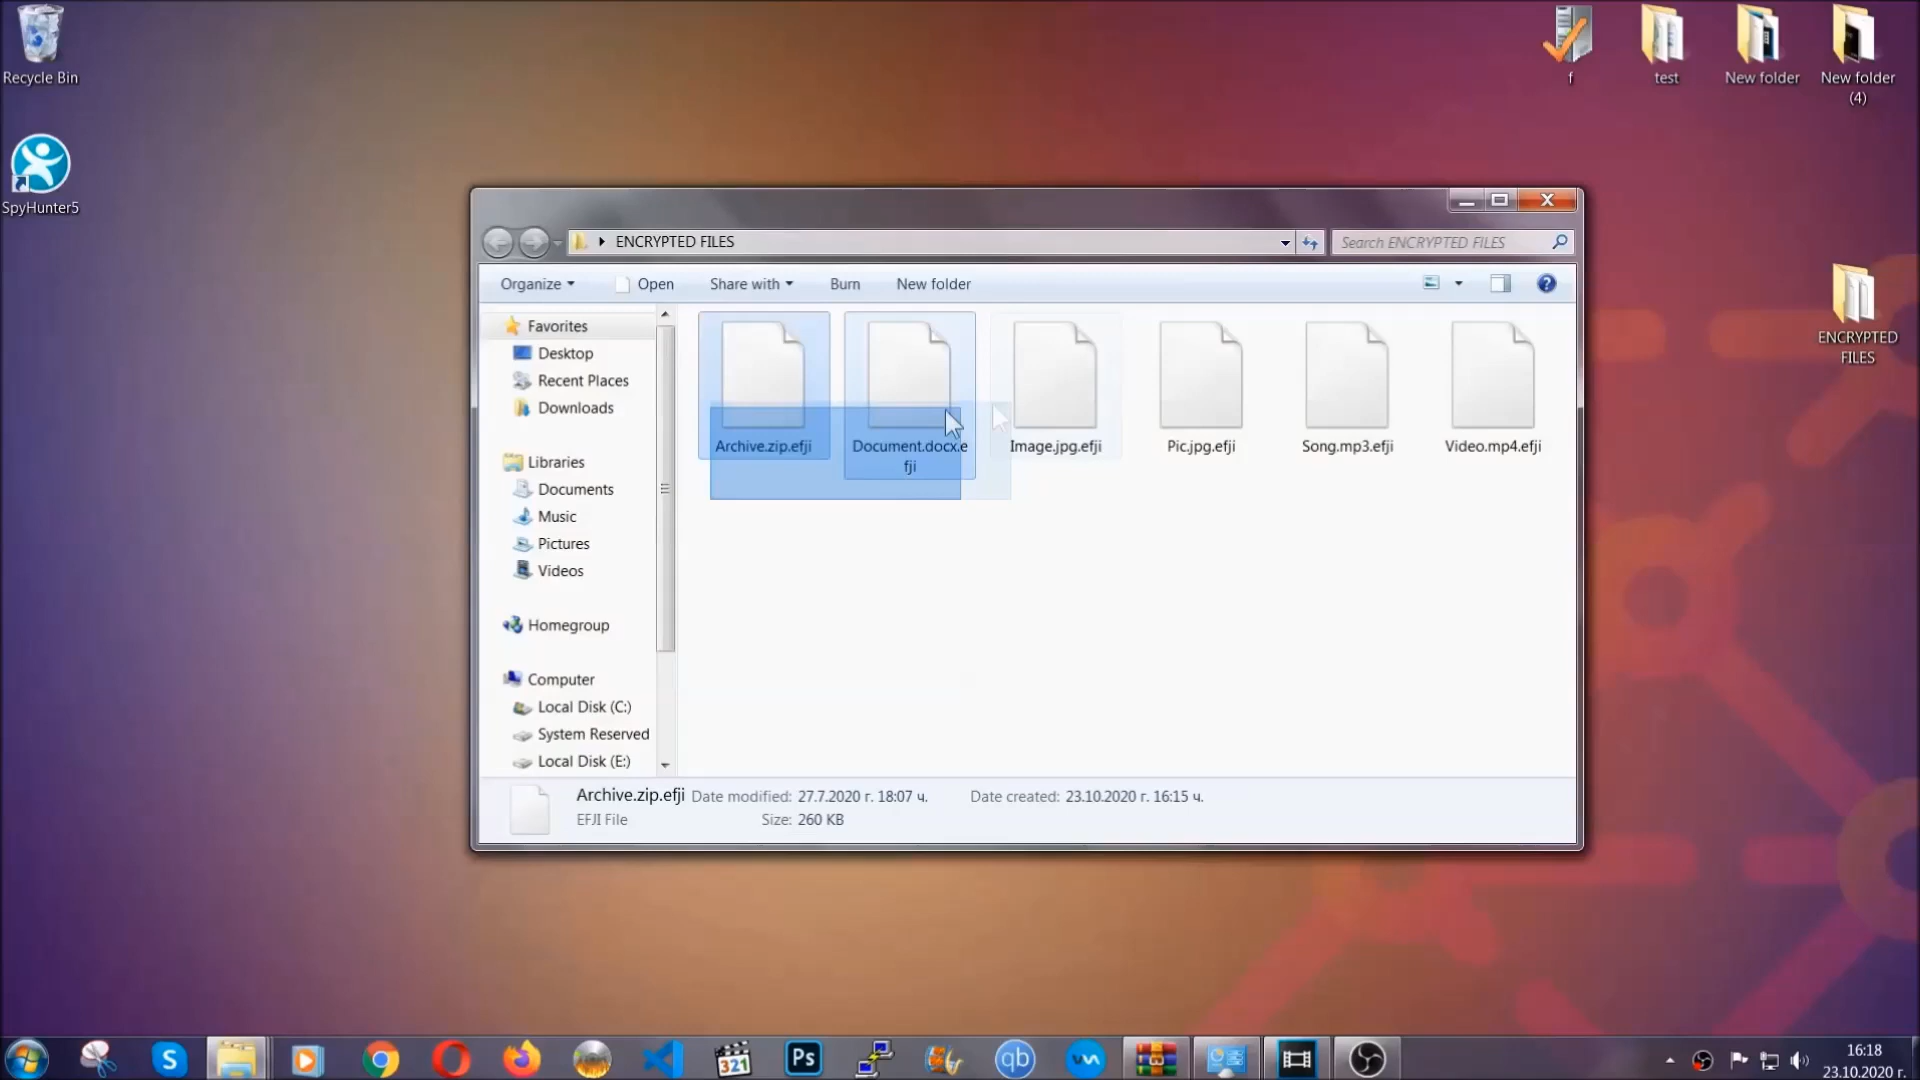 Recycle Bin
SpyHunter5
f
test
New folder
New folder
(4)
ENCRYPTED
FILES
ENCRYPTED FILES
Search ENCRYPTED FILES
Organize
Open
Share with
Burn
New folder
Favorites
Desktop
Recent Places
Downloads
Libraries
Documents
Music
Pictures
Videos
Homegroup
Computer
Local Disk (C:)
System Reserved
Local Disk (E:)
Archive.zip.efji
Document.docx.e
fji
Image.jpg.efji
Pic.jpg.efji
Song.mp3.efji
Video.mp4.efji
Archive.zip.efji Date modified: 27.7.2020 г. 18:07 ч. Date created: 23.10.2020 г. 16:15 ч.
EFJI File Size: 260 KB
S
321
Ps
qb
16:18
23.10.2020 г.